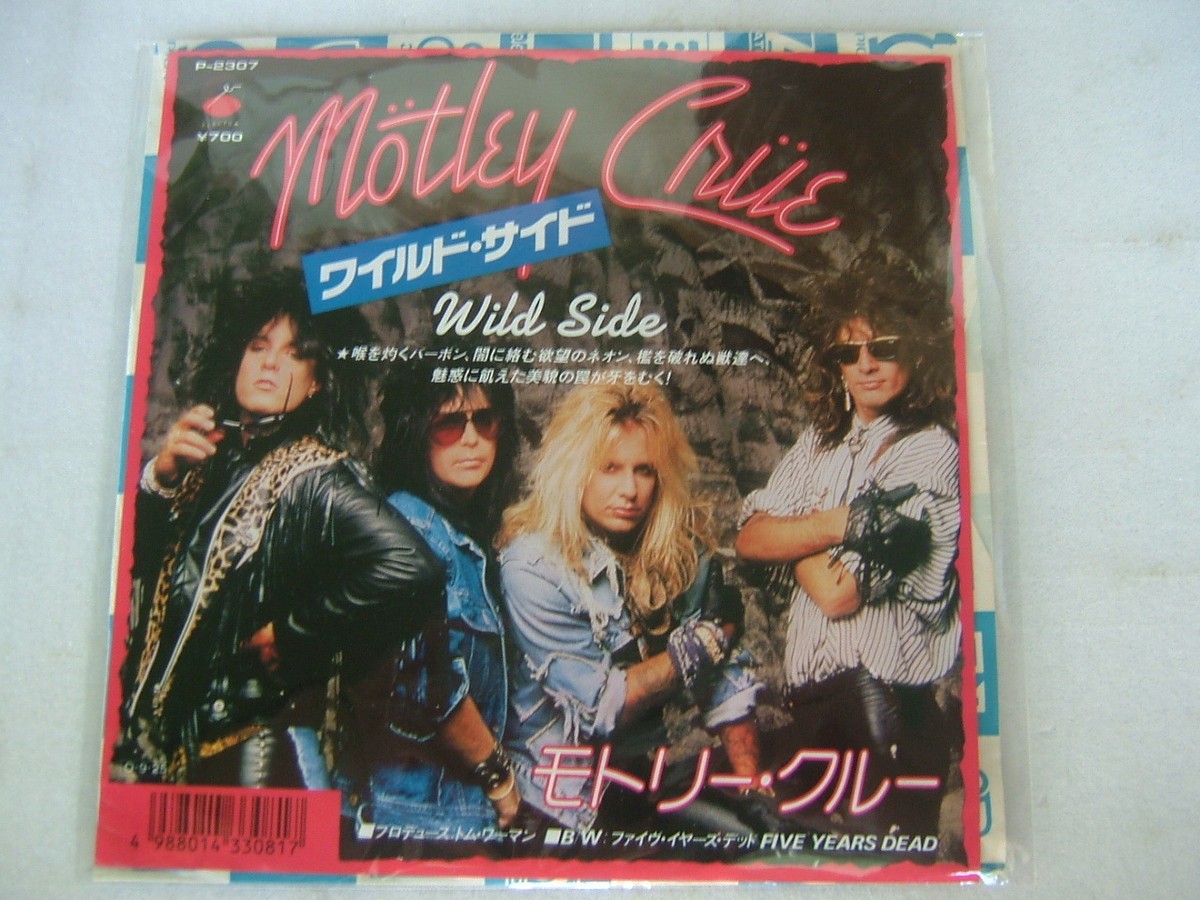 P-2307
¥700
Mötley Crüe
ワイルド・サイド
Wild Side
★喉を灼くバーボン、闇に絡む欲望のネオン、檻を破れぬ獣達へ、
魅惑に飢えた美貌の罠が牙をむく!
モトリー・クルー
■プロデュース:トム・ワーマン ■B/W:ファイヴ・イヤーズ・デッド FIVE YEARS DEAD
4 988014 330817